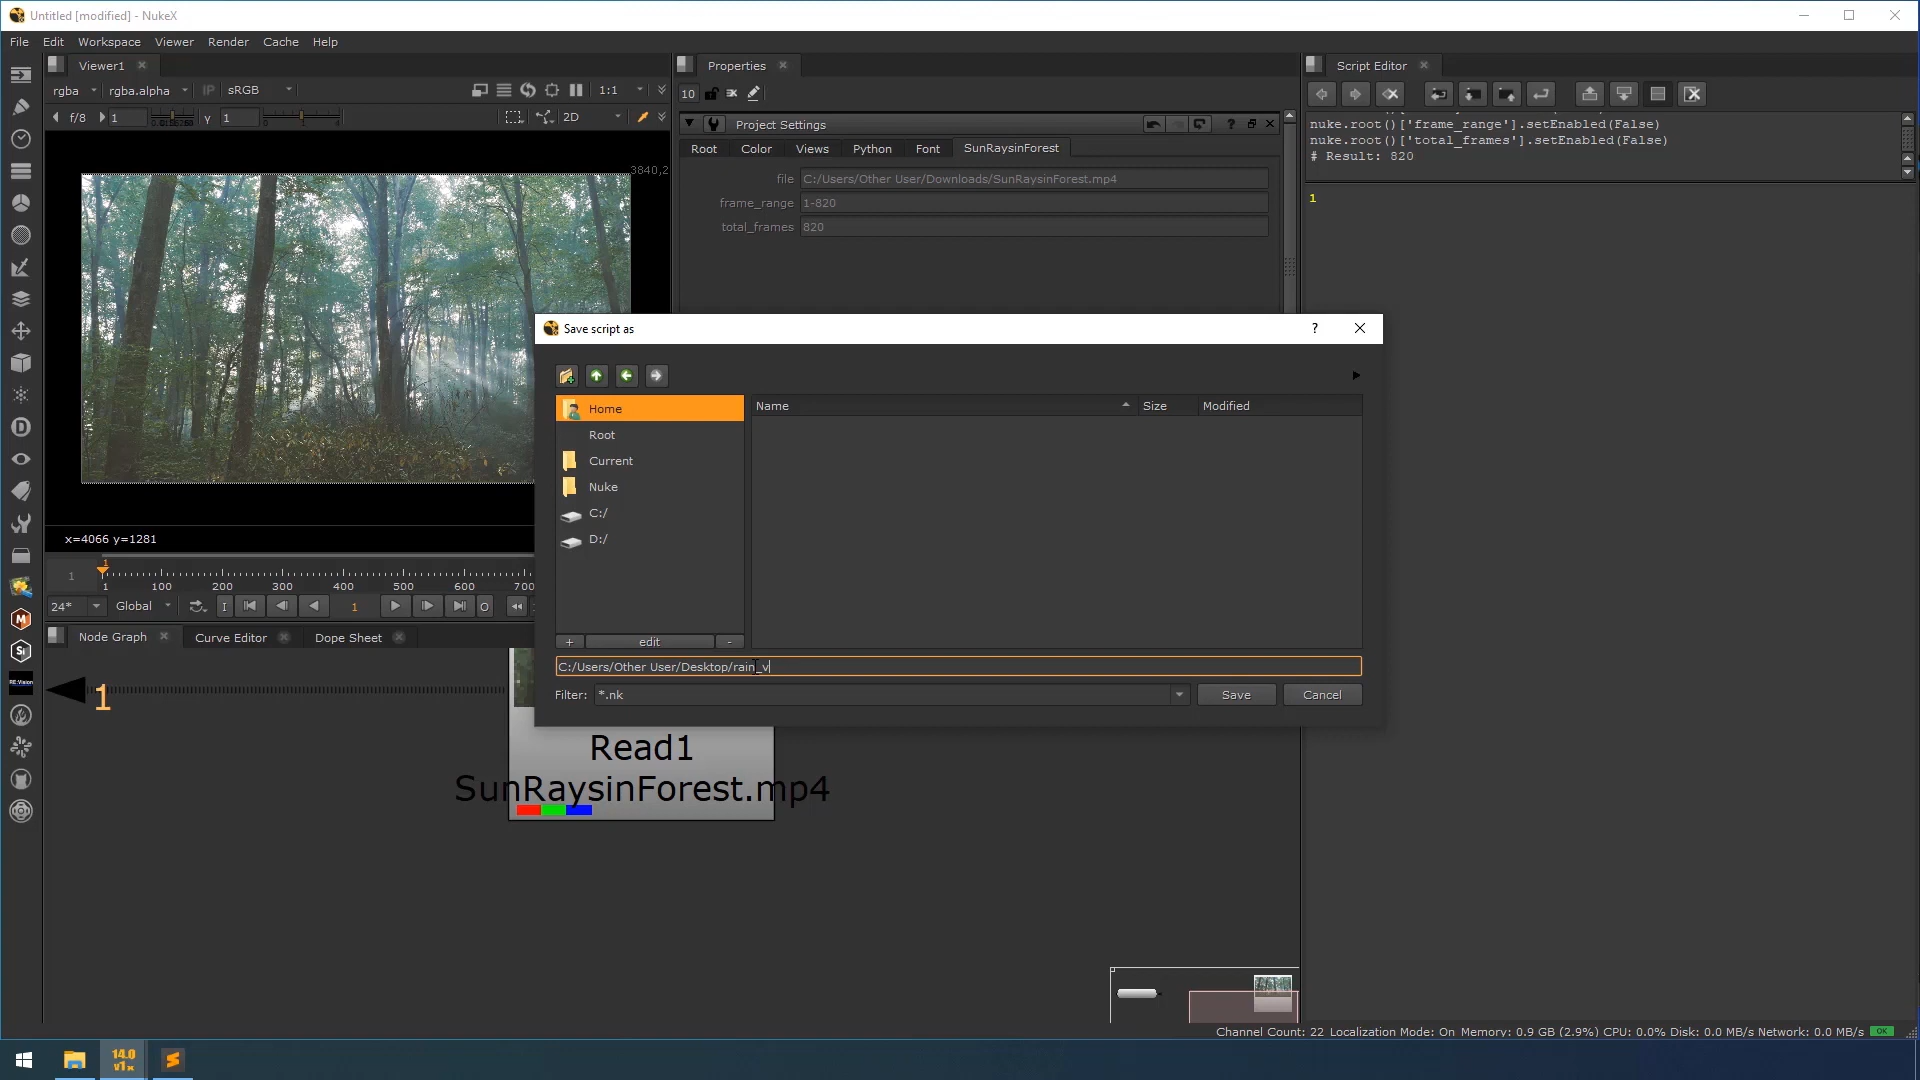 Untitled [modified] - NukeX
File Edit Workspace Viewer Render Cache Help
Viewer1
rgba rgba.alpha IP sRGB 1:1
f/8 1 y 1 2D
3840,2
x=4066 y=1281
1
1
1 100 200 300 400 500 600 700
24* Global I 1 O
Node Graph Curve Editor Dope Sheet
1
Read1
SunRaysinForest.mp4
Properties
10
Project Settings
Root Color Views Python Font SunRaysinForest
file C:/Users/Other User/Downloads/SunRaysinForest.mp4
frame_range 1-820
total_frames 820
Script Editor
nuke.root()['frame_range'].setEnabled(False)
nuke.root()['total_frames'].setEnabled(False)
# Result: 820
1
Save script as
Home
Root
Current
Nuke
C:/
D:/
Name Size Modified
+ edit -
C:/Users/Other User/Desktop/rain_v
Filter: *.nk Save Cancel
Channel Count: 22 Localization Mode: On Memory: 0.9 GB (2.9%) CPU: 0.0% Disk: 0.0 MB/s Network: 0.0 MB/s OK
14.0
v1x